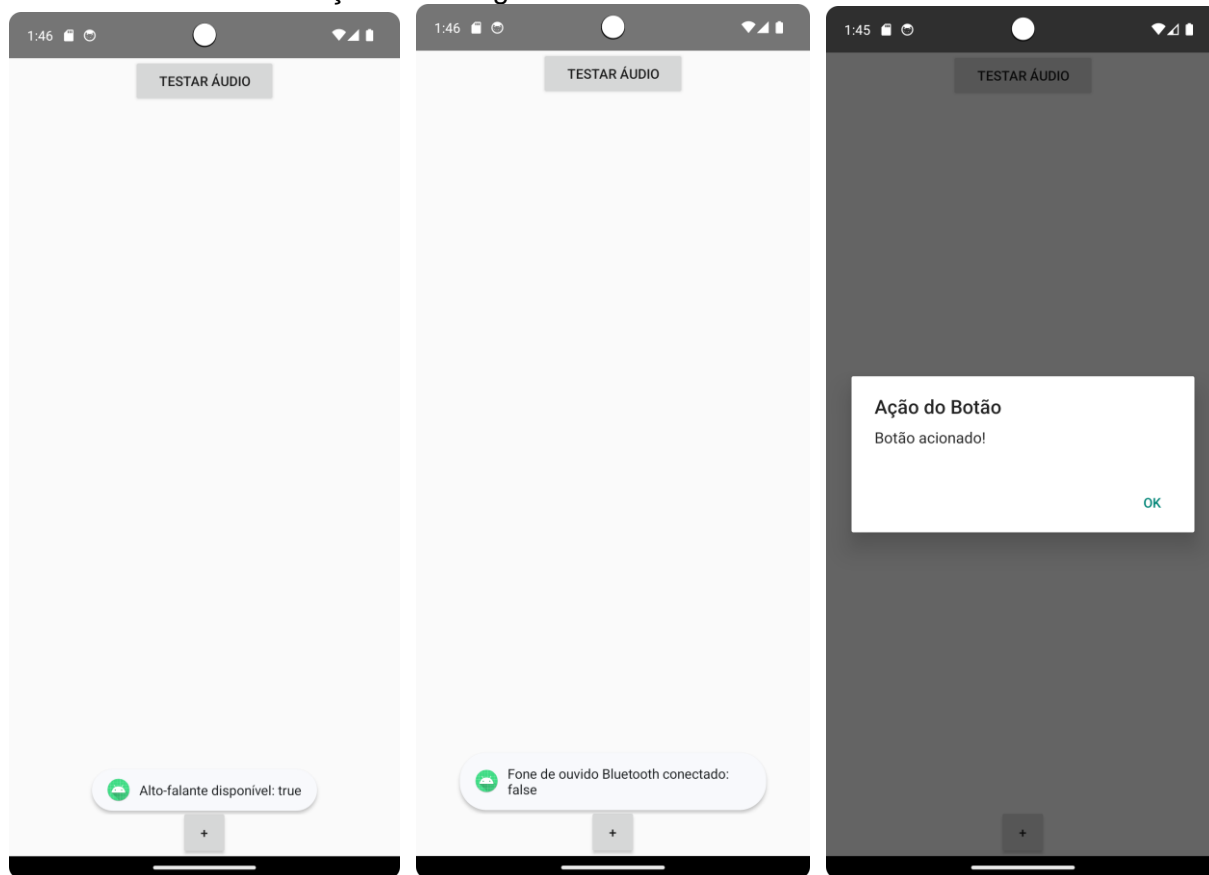 1:46
TESTAR ÁUDIO
Alto-falante disponível: true
+
1:46
TESTAR ÁUDIO
Fone de ouvido Bluetooth conectado:
false
+
1:45
TESTAR ÁUDIO
Ação do Botão
Botão acionado!
OK
+